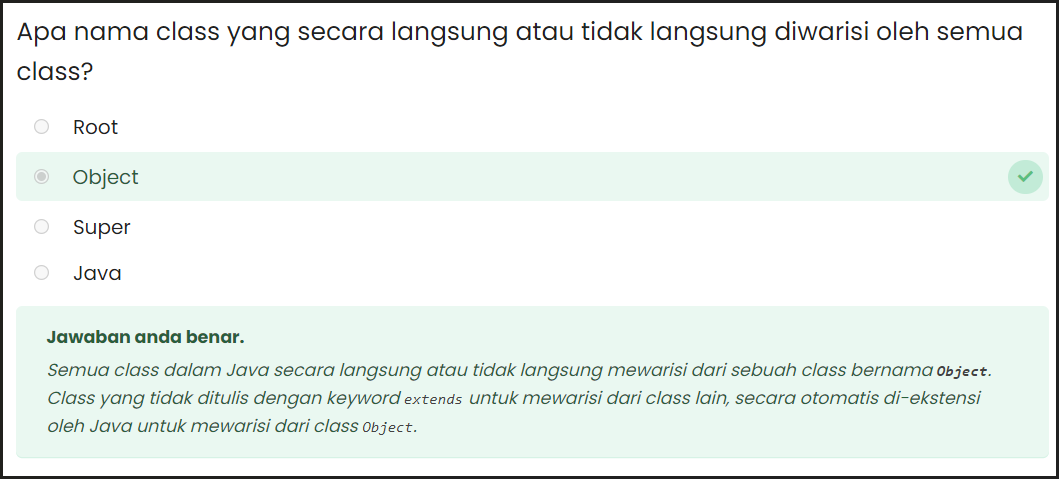 Apa nama class yang secara langsung atau tidak langsung diwarisi oleh semua
class?
Root
Object
Super
Java
Jawaban anda benar.
Semua class dalam Java secara langsung atau tidak langsung mewarisi dari sebuah class bernama Object.
Class yang tidak ditulis dengan keyword extends untuk mewarisi dari class lain, secara otomatis di-ekstensi
oleh Java untuk mewarisi dari class Object.